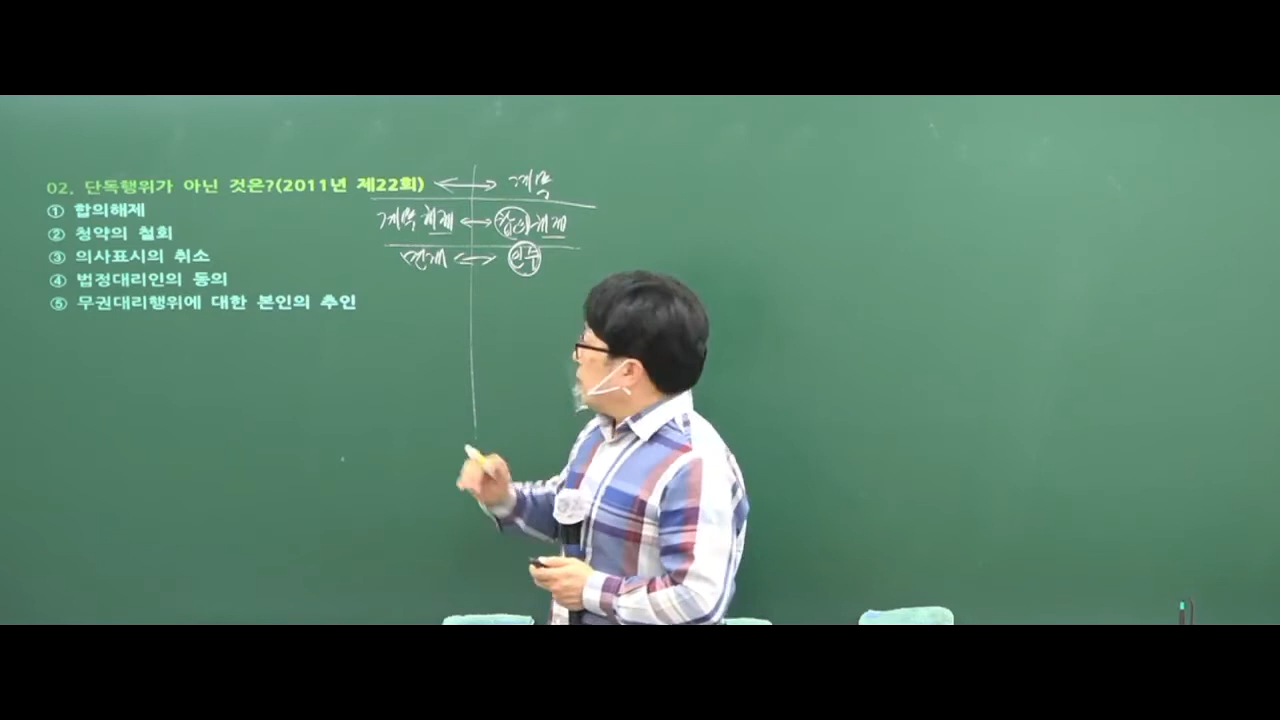 02. 단독행위가 아닌 것은?(2011년 제22회) ↔ 계약
① 합의해제
② 청약의 철회
③ 의사표시의 취소
④ 법정대리인의 동의
⑤ 무권대리행위에 대한 본인의 추인
계약 해제 ↔ 합의해제
면제 ↔ 인수